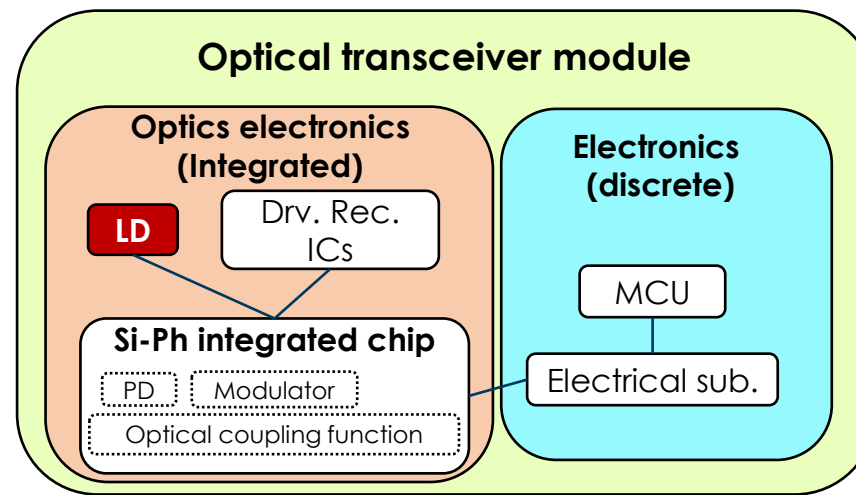 Optical transceiver module
Optics electronics
(Integrated)
LD
Drv. Rec.
ICs
Si-Ph integrated chip
PD
Modulator
Optical coupling function
Electronics
(discrete)
MCU
Electrical sub.